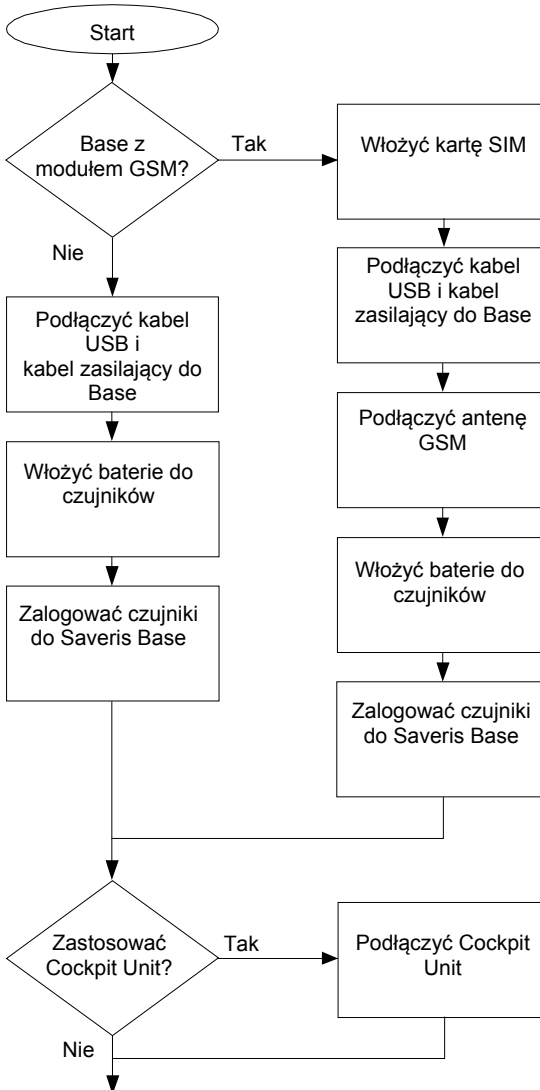 Start
Base z
modułem GSM?
Tak
Włożyć kartę SIM
Nie
Podłączyć kabel
USB i kabel
zasilający do Base
Podłączyć kabel
USB i
kabel zasilający do
Base
Podłączyć antenę
GSM
Włożyć baterie do
czujników
Włożyć baterie do
czujników
Zalogować czujniki
do Saveris Base
Zalogować czujniki
do Saveris Base
Zastosować
Cockpit Unit?
Tak
Podłączyć Cockpit
Unit
Nie